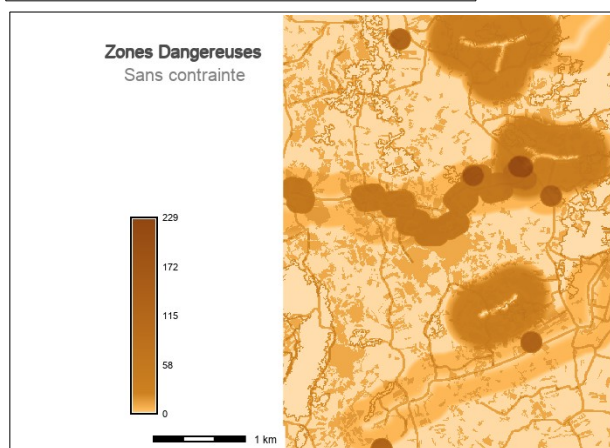 Zones Dangereuses
Sans contrainte
229
172
115
58
0
1 km